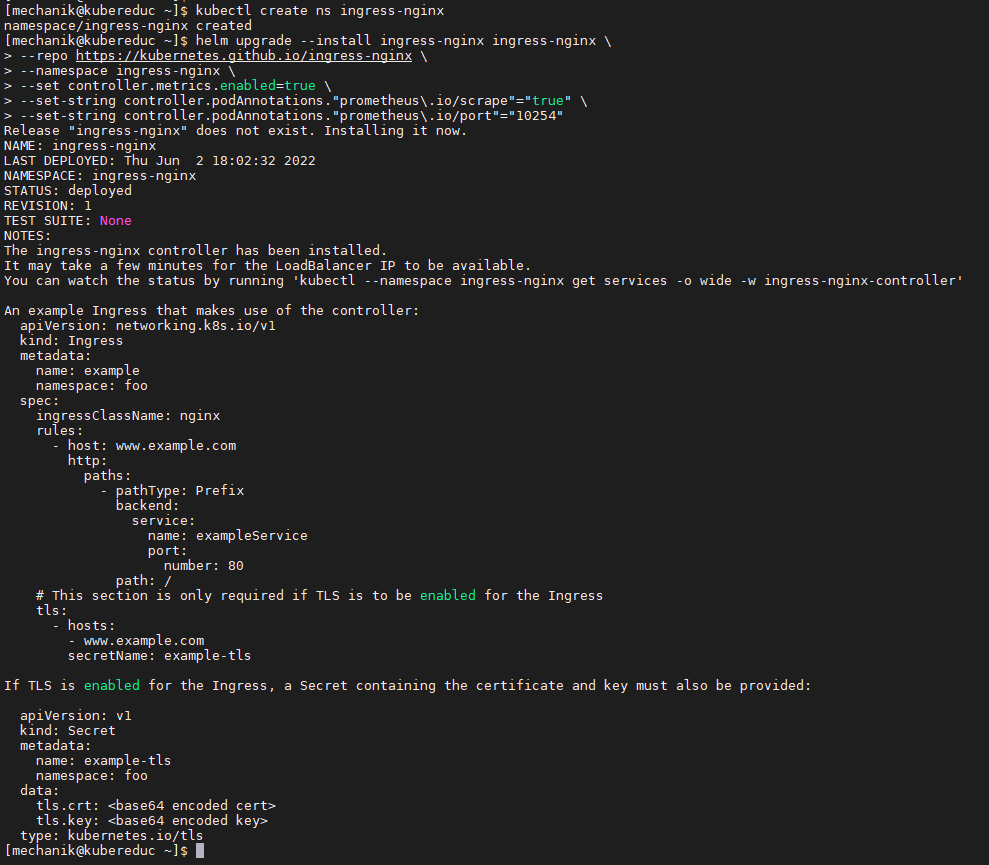 [mechanik@kubereduc ~]$ kubectl create ns ingress-nginx
namespace/ingress-nginx created
[mechanik@kubereduc ~]$ helm upgrade --install ingress-nginx ingress-nginx \
> --repo https://kubernetes.github.io/ingress-nginx \
> --namespace ingress-nginx \
> --set controller.metrics.enabled=true \
> --set-string controller.podAnnotations."prometheus\.io/scrape"="true" \
> --set-string controller.podAnnotations."prometheus\.io/port"="10254"
Release "ingress-nginx" does not exist. Installing it now.
NAME: ingress-nginx
LAST DEPLOYED: Thu Jun  2 18:02:32 2022
NAMESPACE: ingress-nginx
STATUS: deployed
REVISION: 1
TEST SUITE: None
NOTES:
The ingress-nginx controller has been installed.
It may take a few minutes for the LoadBalancer IP to be available.
You can watch the status by running 'kubectl --namespace ingress-nginx get services -o wide -w ingress-nginx-controller'

An example Ingress that makes use of the controller:
  apiVersion: networking.k8s.io/v1
  kind: Ingress
  metadata:
    name: example
    namespace: foo
  spec:
    ingressClassName: nginx
    rules:
      - host: www.example.com
        http:
          paths:
            - pathType: Prefix
              backend:
                service:
                  name: exampleService
                  port:
                    number: 80
              path: /
    # This section is only required if TLS is to be enabled for the Ingress
    tls:
      - hosts:
        - www.example.com
        secretName: example-tls

If TLS is enabled for the Ingress, a Secret containing the certificate and key must also be provided:

  apiVersion: v1
  kind: Secret
  metadata:
    name: example-tls
    namespace: foo
  data:
    tls.crt: <base64 encoded cert>
    tls.key: <base64 encoded key>
  type: kubernetes.io/tls
[mechanik@kubereduc ~]$